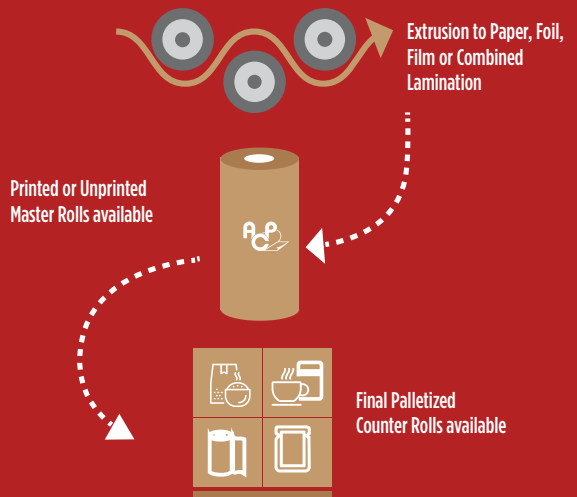 Extrusion to Paper, Foil,
Film or Combined
Lamination
Printed or Unprinted
Master Rolls available
ACP
Final Palletized
Counter Rolls available